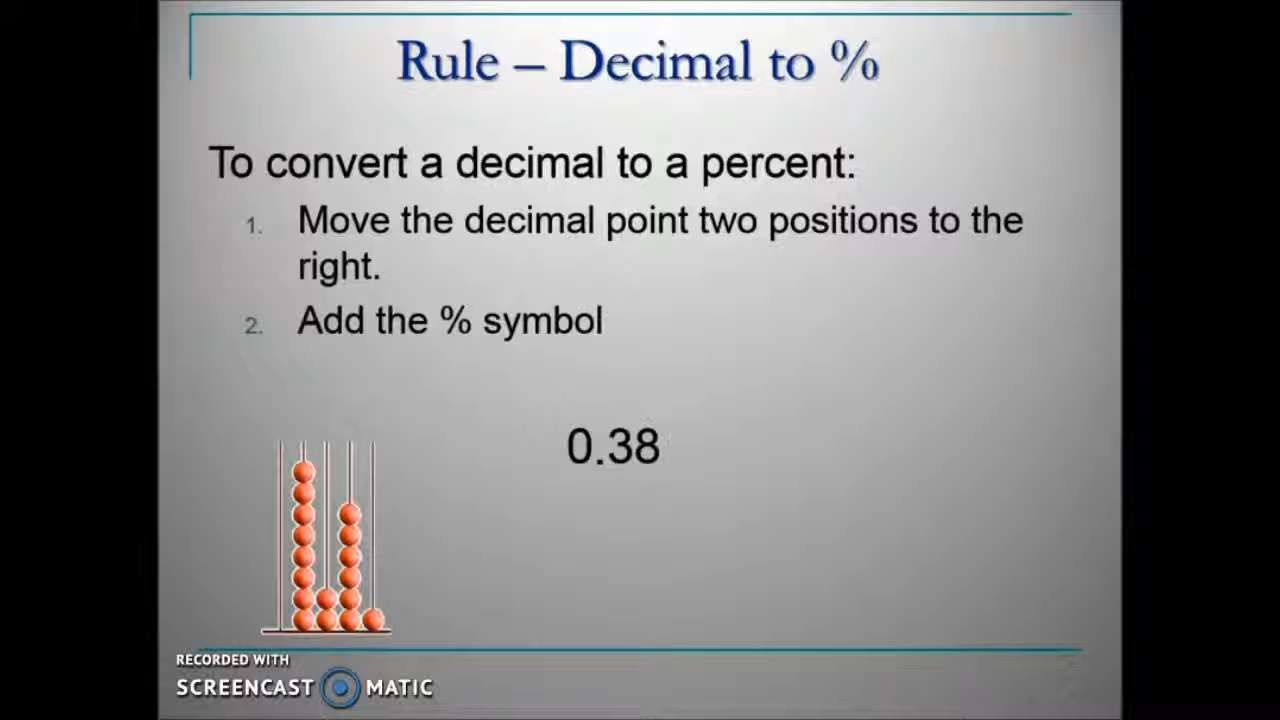 Rule – Decimal to %
To convert a decimal to a percent:
1. Move the decimal point two positions to the
right.
2. Add the % symbol
0.38
RECORDED WITH
SCREENCAST MATIC